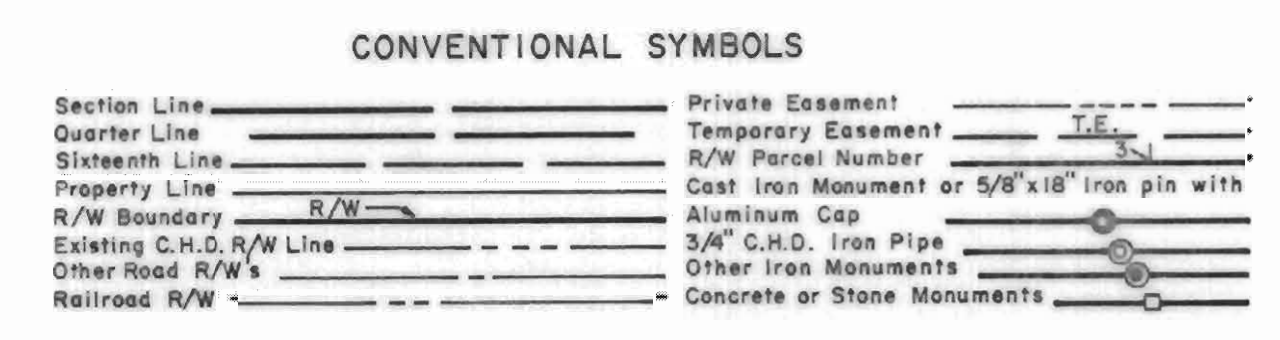 CONVENTIONAL SYMBOLS
Section Line
Quarter Line
Sixteenth Line
Property Line
R/W Boundary R/W
Existing C.H.D. R/W Line
Other Road R/W's
Railroad R/W
Private Easement
Temporary Easement T.E.
R/W Parcel Number 3
Cast Iron Monument or 5/8"x18" Iron pin with
Aluminum Cap
3/4" C.H.D. Iron Pipe
Other Iron Monuments
Concrete or Stone Monuments